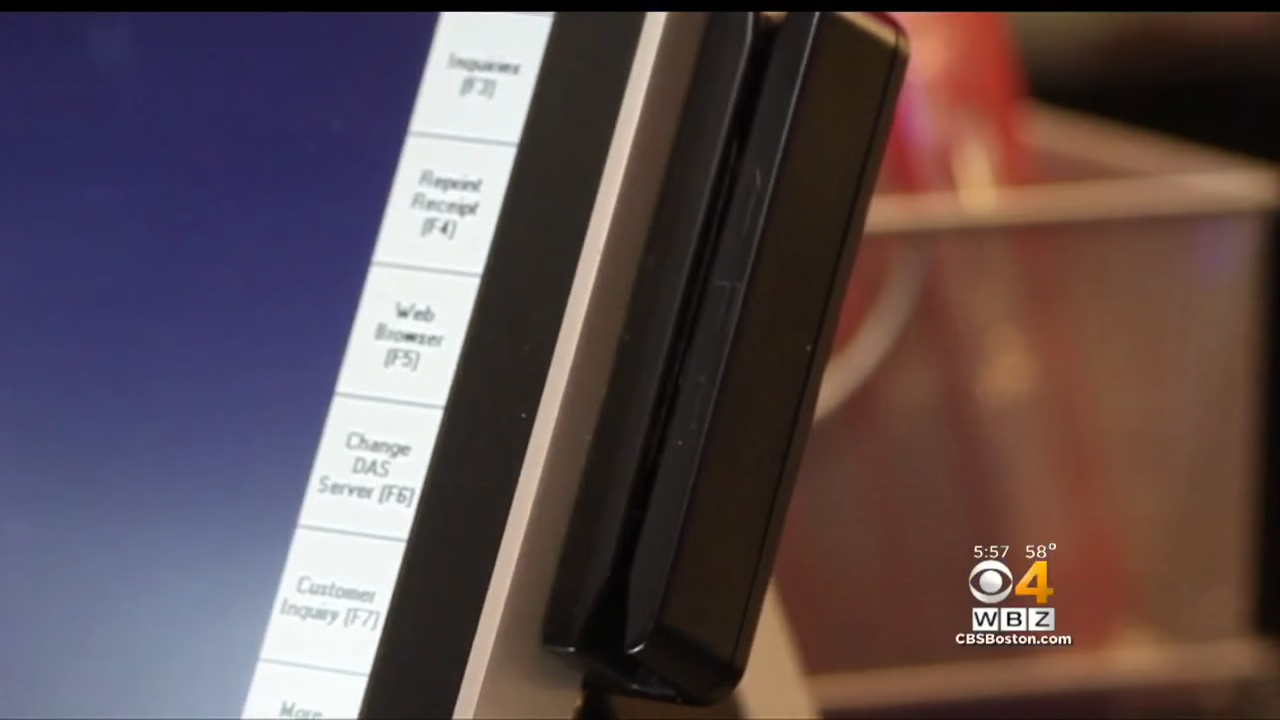 Inquiries
(F3)
Reprint
Receipt
(F4)
Web
Browser
(F5)
Change
DAS
Server (F6)
Customer
Inquiry (F7)
More
5:57 58°
4
WBZ
CBSBoston.com